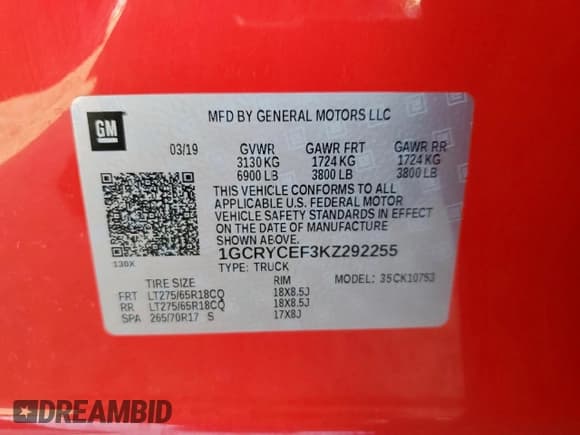 GM
MFD BY GENERAL MOTORS LLC
03/19 GVWR GAWR FRT GAWR RR
3130 KG 1724 KG 1724 KG
6900 LB 3800 LB 3800 LB
THIS VEHICLE CONFORMS TO ALL
APPLICABLE U.S. FEDERAL MOTOR
VEHICLE SAFETY STANDARDS IN EFFECT
ON THE DATE OF MANUFACTURE
SHOWN ABOVE.
1GCRYCEF3KZ292255
130X
TYPE: TRUCK
MODEL: 35CK10753
TIRE SIZE RIM
FRT LT275/65R18CQ 18X8.5J
RR LT275/65R18CQ 18X8.5J
SPA 265/70R17 S 17X8J
DREAMBID